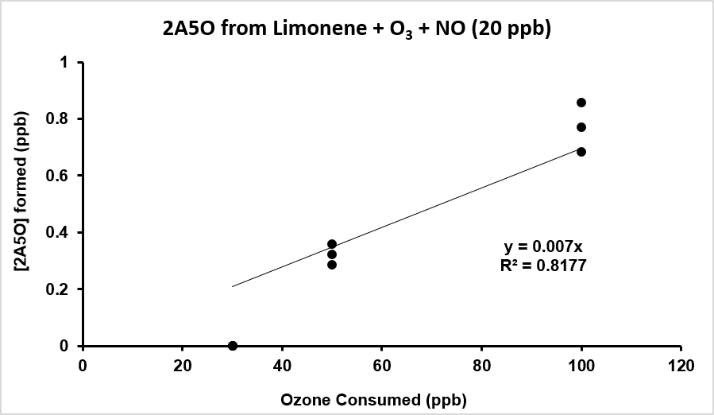 2A5O from Limonene + O₃ + NO (20 ppb)
1
0.8
0.6
0.4
0.2
0
[2A5O] formed (ppb)
y = 0.007x
R² = 0.8177
0 20 40 60 80 100 120
Ozone Consumed (ppb)